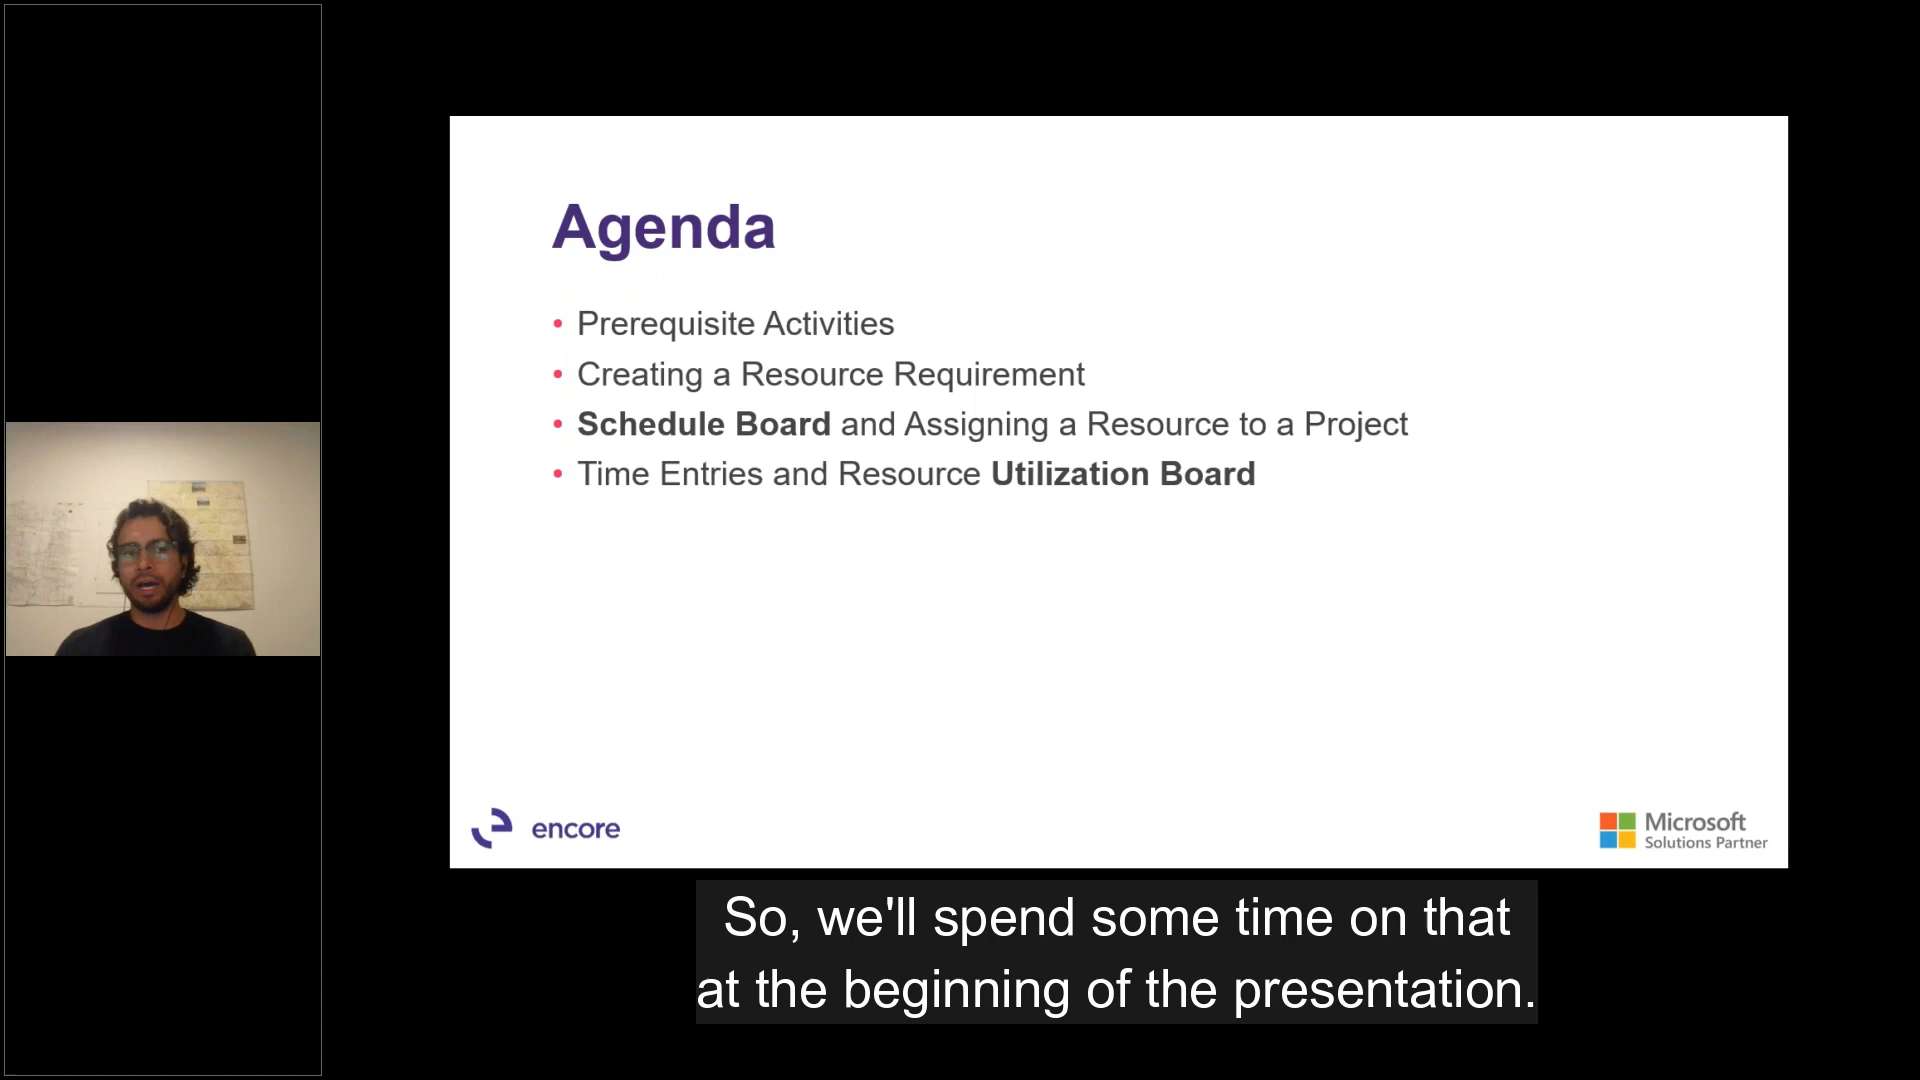 Agenda
• Prerequisite Activities
• Creating a Resource Requirement
• Schedule Board and Assigning a Resource to a Project
• Time Entries and Resource Utilization Board
encore
Microsoft
Solutions Partner
So, we'll spend some time on that
at the beginning of the presentation.